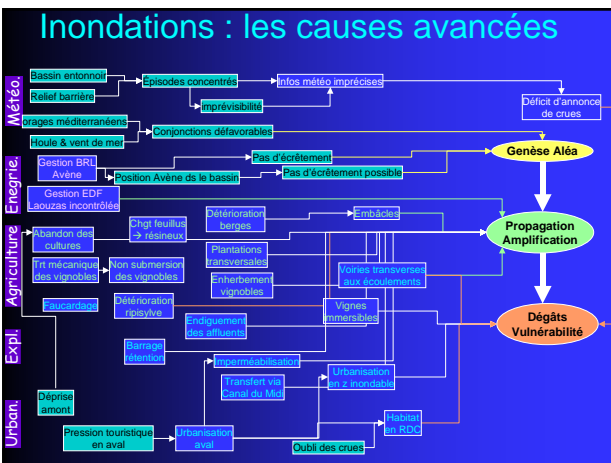 Inondations : les causes avancées
Météo.
Bassin entonnoir
Relief barrière
Épisodes concentrés
Infos météo imprécises
imprévisibilité
Déficit d'annonce
de crues
orages méditerranéens
Houle & vent de mer
Conjonctions défavorables
Genèse Aléa
Enegrie.
Gestion BRL
Avène
Pas d'écrêtement
Position Avène ds le bassin
Pas d'écrêtement possible
Gestion EDF
Laouzas incontrôlée
Agriculture
Abandon des
cultures
Chgt feuillus
→ résineux
Détérioration
berges
Embâcles
Propagation
Amplification
Plantations
transversales
Trt mécanique
des vignobles
Non submersion
des vignobles
Enherbement
vignobles
Voiries transverses
aux écoulements
Faucardage
Détérioration
ripisylve
Vignes
immersibles
Dégâts
Vulnérabilité
Endiguement
des affluents
Expl.
Barrage
rétention
Imperméabilisation
Transfert via
Canal du Midi
Urbanisation
en z inondable
Urban.
Déprise
amont
Pression touristique
en aval
Urbanisation
aval
Oubli des crues
Habitat
en RDC